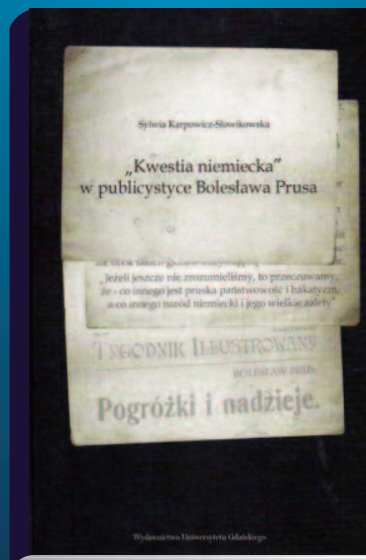 Sylwia Karpowicz-Słowikowska
„Kwestia niemiecka”
w publicystyce Bolesława Prusa
„Jeżeli jeszcze nie zrozumieliśmy, to przeczuwamy,
że - co innego jest pruska państwowość i hakatyzm,
a co innego naród niemiecki i jego wielkie zalety”
TYGODNIK ILLUSTROWANY
BOLESŁAW PRUS.
Pogróżki i nadzieje.
Wydawnictwo Uniwersytetu Gdańskiego